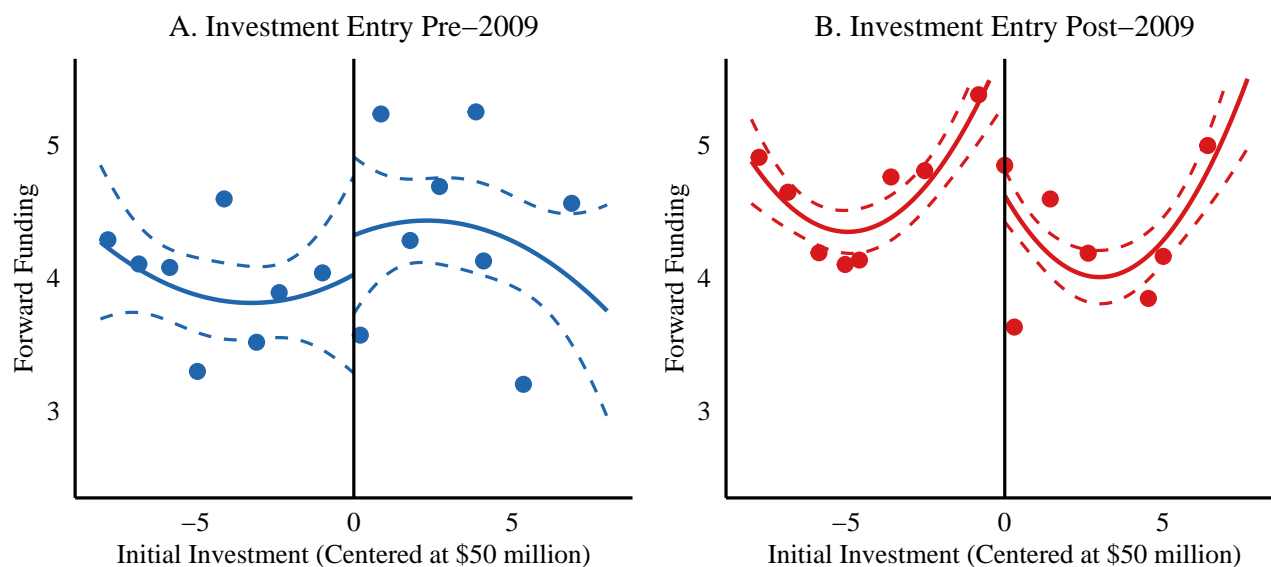 A. Investment Entry Pre–2009
Forward Funding
5
4
3
–5 0 5
Initial Investment (Centered at $50 million)
B. Investment Entry Post–2009
Forward Funding
5
4
3
–5 0 5
Initial Investment (Centered at $50 million)